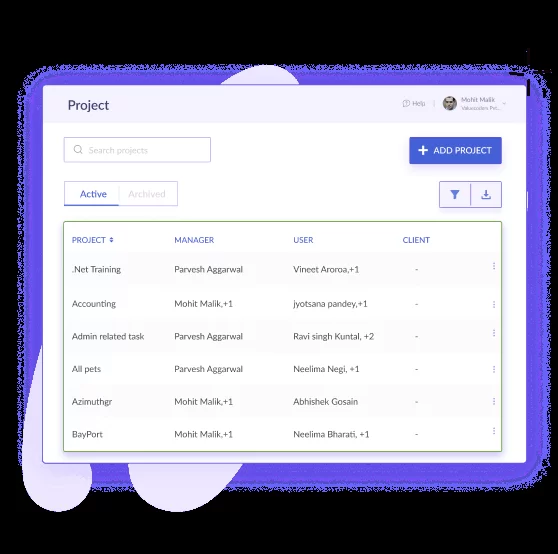 Project
Help
Mohit Malik
Search projects
+ ADD PROJECT
Active Archived
PROJECT MANAGER USER CLIENT
.Net Training Parvesh Aggarwal Vineet Aroroa,+1 -
Accounting Mohit Malik,+1 jyotsana pandey,+1 -
Admin related task Parvesh Aggarwal Ravi singh Kuntal, +2 -
All pets Parvesh Aggarwal Neelima Negi, +1 -
Azimuthgr Mohit Malik,+1 Abhishek Gosain -
BayPort Mohit Malik,+1 Neelima Bharati, +1 -